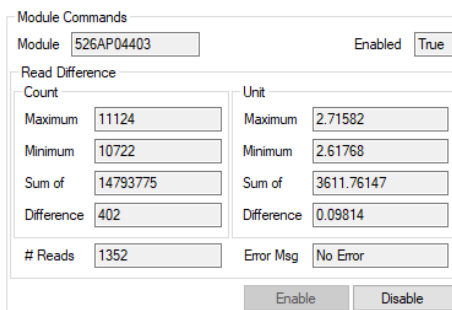 Module Commands
Module 526AP04403 Enabled True
Read Difference
Count Unit
Maximum 11124 Maximum 2.71582
Minimum 10722 Minimum 2.61768
Sum of 14793775 Sum of 3611.76147
Difference 402 Difference 0.09814
# Reads 1352 Error Msg No Error
Enable Disable